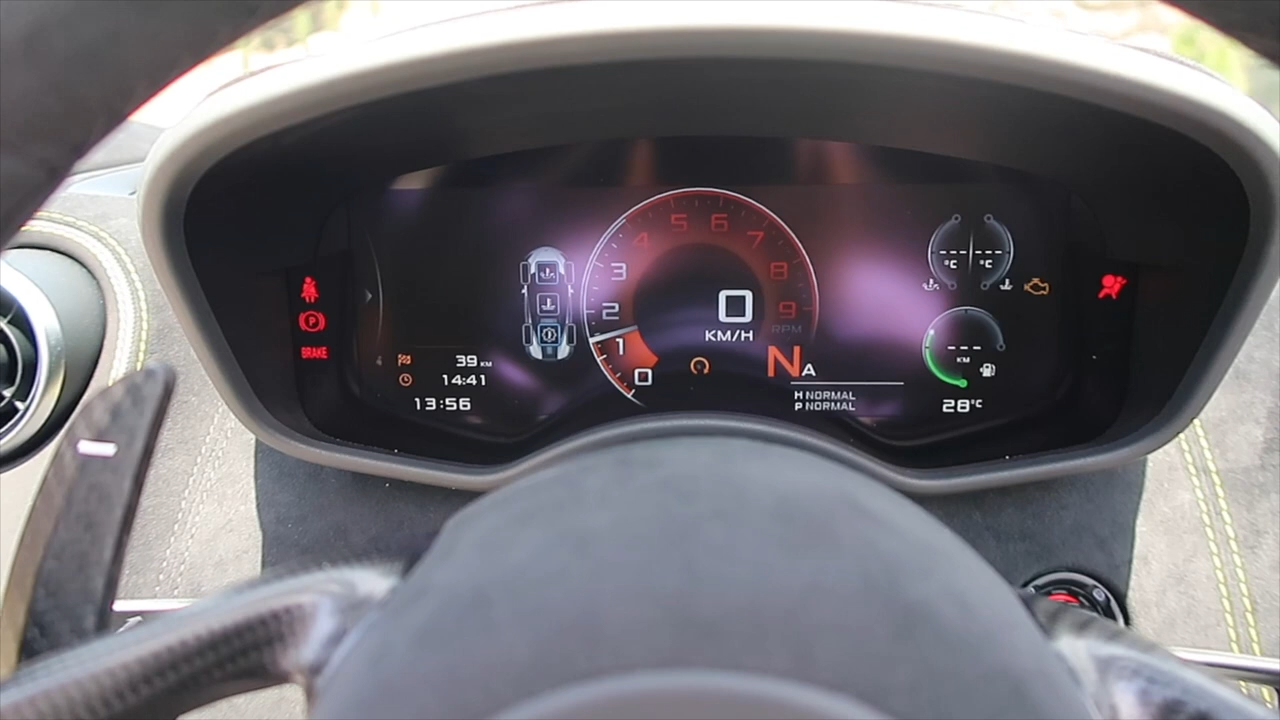 P
BRAKE
4
39 KM
14:41
13:56
0 1 2 3 4 5 6 7 8 9
RPM
0
KM/H
NA
H NORMAL
P NORMAL
--- ---
°C °C
---
KM
28°C